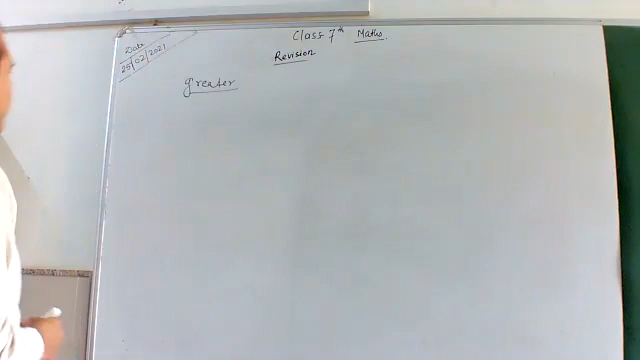 Class 7th Maths.
Date
25/02/2021
Revision
greater